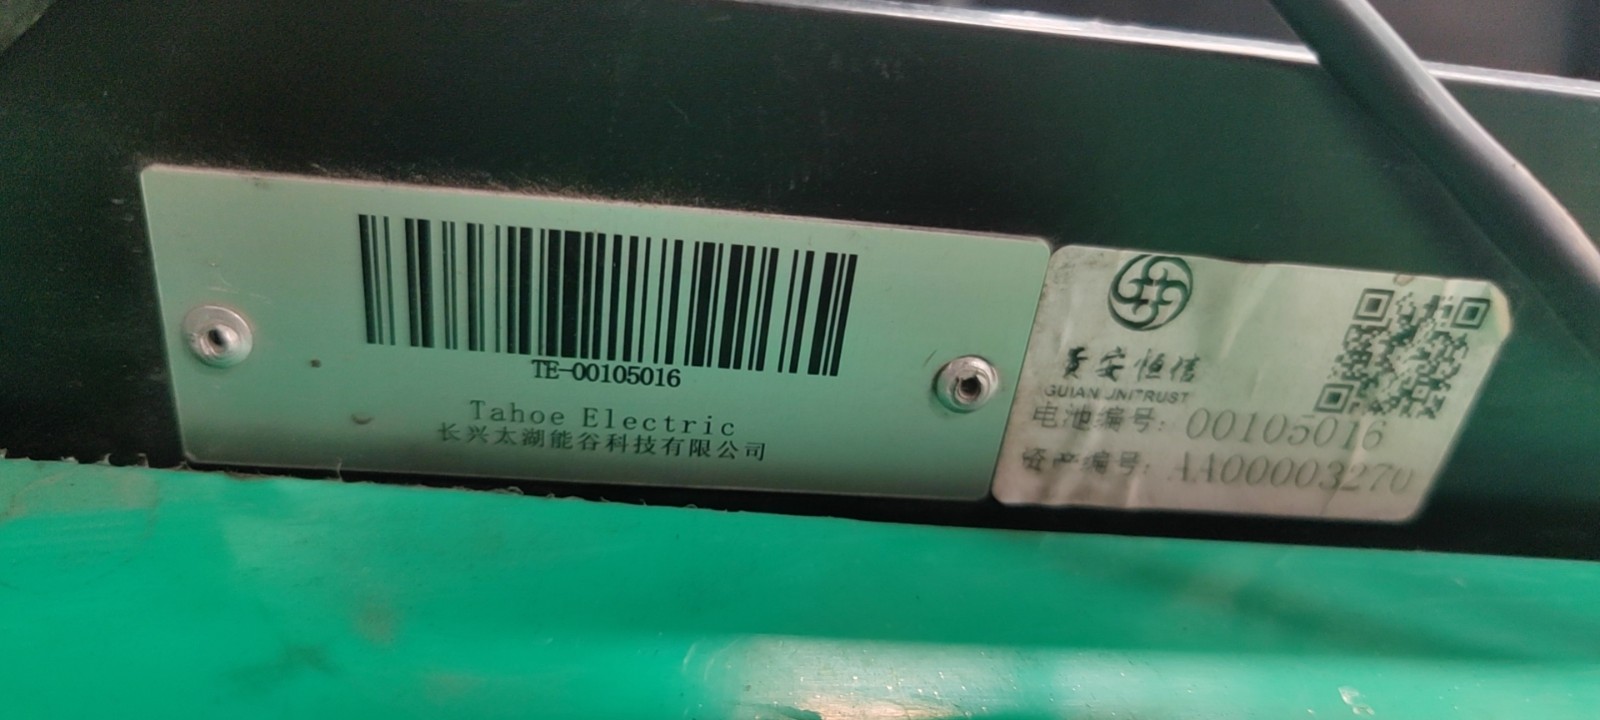 TE-00105016
Tahoe Electric
长兴太湖能谷科技有限公司
贵安恒信
GUIAN UNITRUST
电池编号: 00105016
资产编号: AA000003270